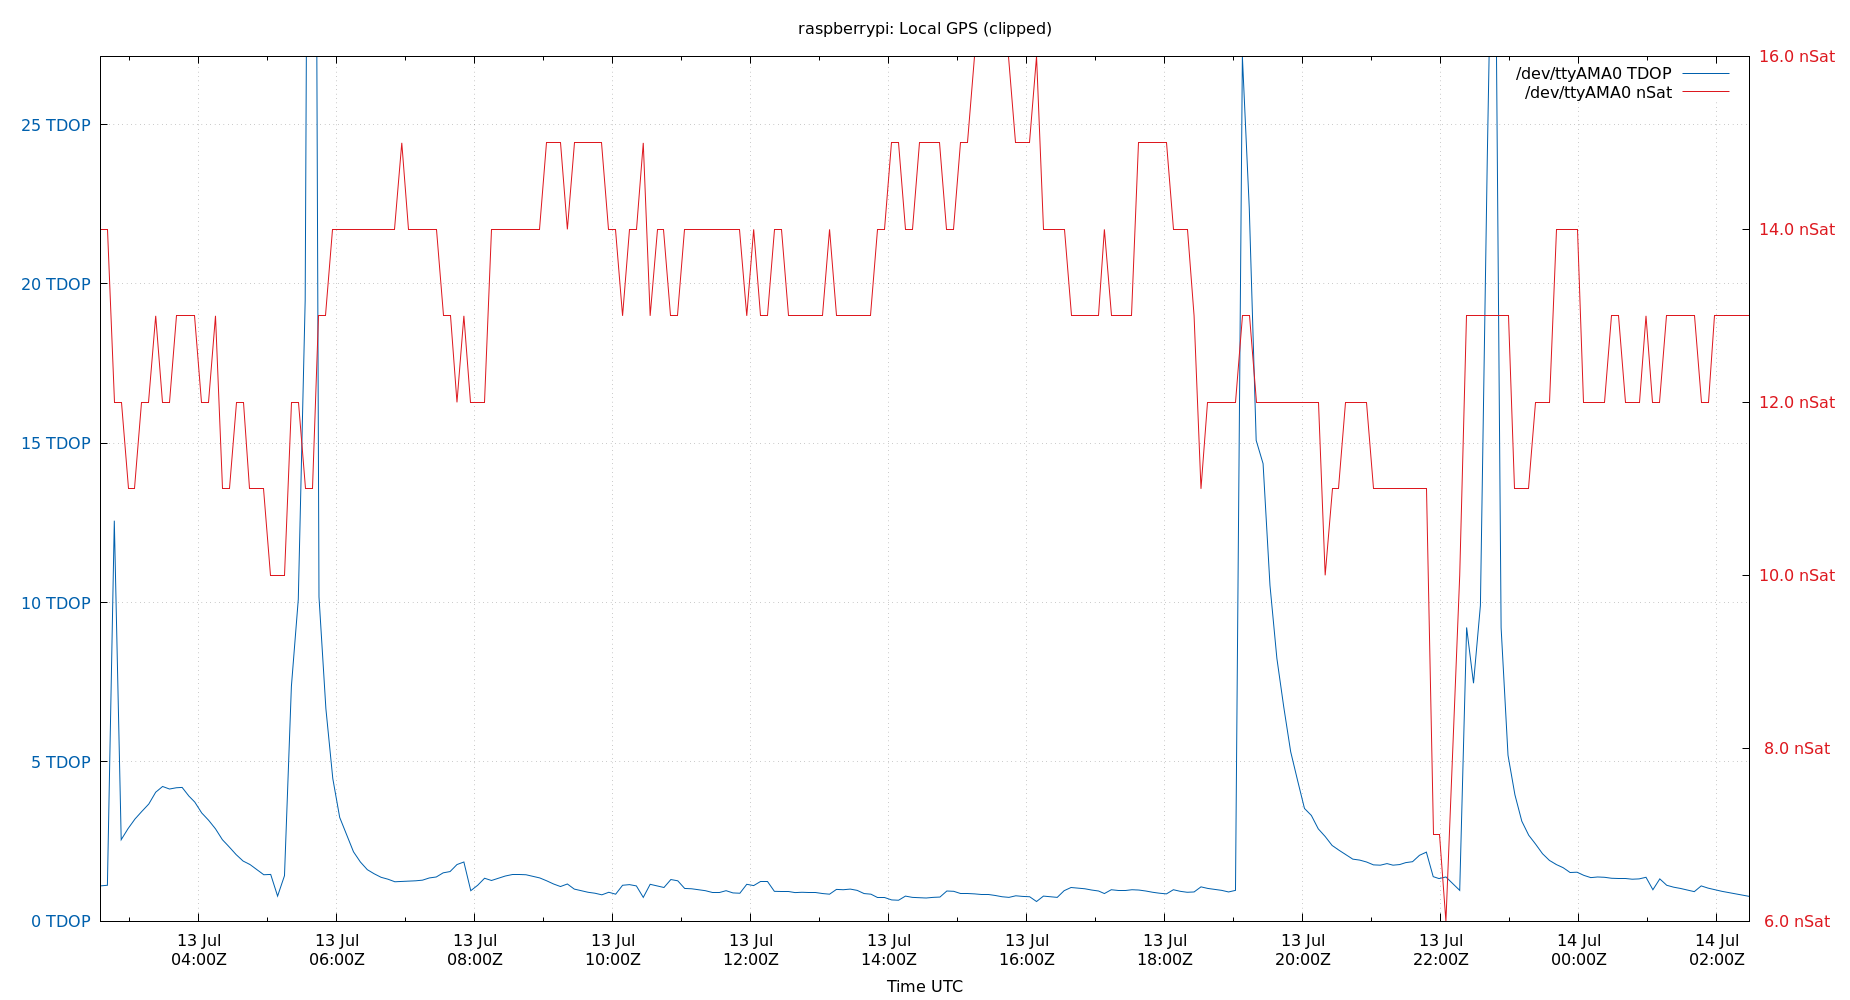 raspberrypi: Local GPS (clipped)
/dev/ttyAMA0 TDOP
/dev/ttyAMA0 nSat
25 TDOP
20 TDOP
15 TDOP
10 TDOP
5 TDOP
0 TDOP
16.0 nSat
14.0 nSat
12.0 nSat
10.0 nSat
8.0 nSat
6.0 nSat
13 Jul 13 Jul 13 Jul 13 Jul 13 Jul 13 Jul 13 Jul 13 Jul 13 Jul 13 Jul 14 Jul 14 Jul
04:00Z 06:00Z 08:00Z 10:00Z 12:00Z 14:00Z 16:00Z 18:00Z 20:00Z 22:00Z 00:00Z 02:00Z
Time UTC